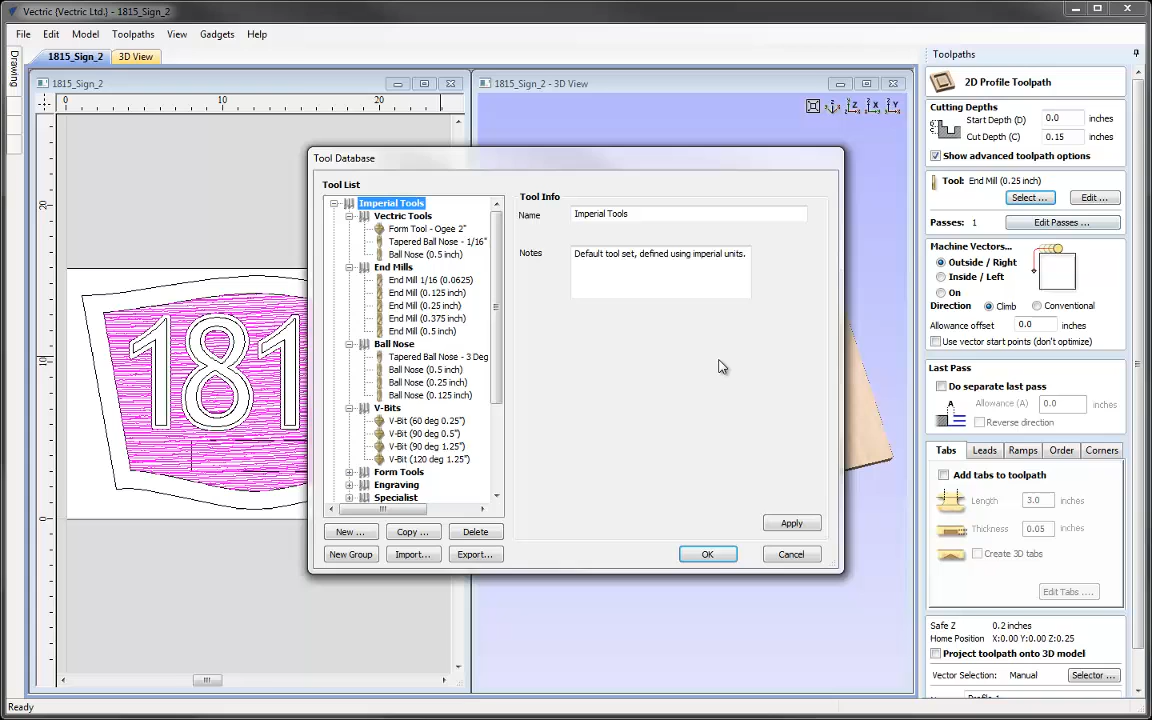 Vectric {Vectric Ltd.} - 1815_Sign_2
File Edit Model Toolpaths View Gadgets Help
Drawing
1815_Sign_2
3D View
1815_Sign_2
0 10 20
20
10
0
181
1815_Sign_2 - 3D View
Z Z X Y
Tool Database
Tool List
Imperial Tools
Vectric Tools
Form Tool - Ogee 2"
Tapered Ball Nose - 1/16"
Ball Nose (0.5 inch)
End Mills
End Mill 1/16 (0.0625)
End Mill (0.125 inch)
End Mill (0.25 inch)
End Mill (0.375 inch)
End Mill (0.5 inch)
Ball Nose
Tapered Ball Nose - 3 Deg
Ball Nose (0.5 inch)
Ball Nose (0.25 inch)
Ball Nose (0.125 inch)
V-Bits
V-Bit (60 deg 0.25")
V-Bit (90 deg 0.5")
V-Bit (90 deg 1.25")
V-Bit (120 deg 1.25")
Form Tools
Engraving
Specialist
New ... Copy ... Delete
New Group Import... Export...
Tool Info
Name Imperial Tools
Notes Default tool set, defined using imperial units.
Apply
OK Cancel
Toolpaths
2D Profile Toolpath
Cutting Depths
Start Depth (D) 0.0 inches
Cut Depth (C) 0.15 inches
Show advanced toolpath options
Tool: End Mill (0.25 inch)
Select ... Edit ...
Passes: 1 Edit Passes ...
Machine Vectors...
Outside / Right
Inside / Left
On
Direction Climb Conventional
Allowance offset 0.0 inches
Use vector start points (don't optimize)
Last Pass
Do separate last pass
A Allowance (A) 0.0 inches
Reverse direction
Tabs Leads Ramps Order Corners
Add tabs to toolpath
Length 3.0 inches
Thickness 0.05 inches
Create 3D tabs
Edit Tabs ....
Safe Z 0.2 inches
Home Position X:0.00 Y:0.00 Z:0.25
Project toolpath onto 3D model
Vector Selection: Manual Selector ...
Ready